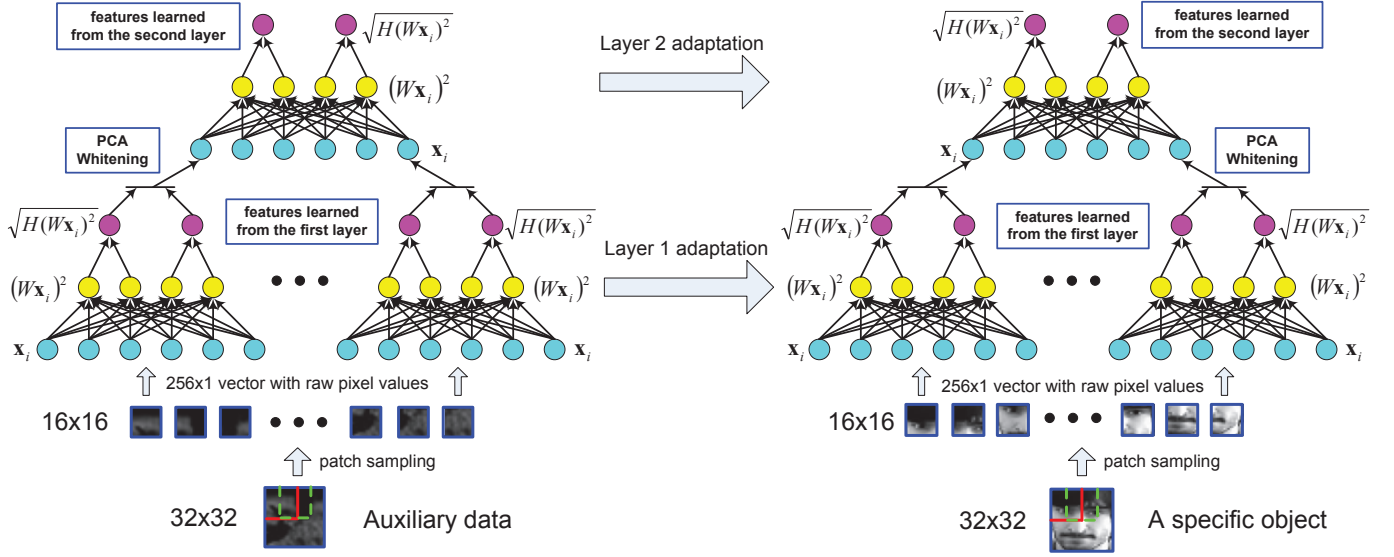 features learned
from the second layer
√H(Wxᵢ)²
(Wxᵢ)²
PCA
Whitening
xᵢ
√H(Wxᵢ)²
features learned
from the first layer
√H(Wxᵢ)²
(Wxᵢ)²
(Wxᵢ)²
xᵢ
xᵢ
256x1 vector with raw pixel values
16x16
patch sampling
32x32
Auxiliary data
Layer 2 adaptation
Layer 1 adaptation
√H(Wxᵢ)²
features learned
from the second layer
(Wxᵢ)²
xᵢ
PCA
Whitening
√H(Wxᵢ)²
features learned
from the first layer
√H(Wxᵢ)²
(Wxᵢ)²
(Wxᵢ)²
xᵢ
xᵢ
256x1 vector with raw pixel values
16x16
patch sampling
32x32
A specific object